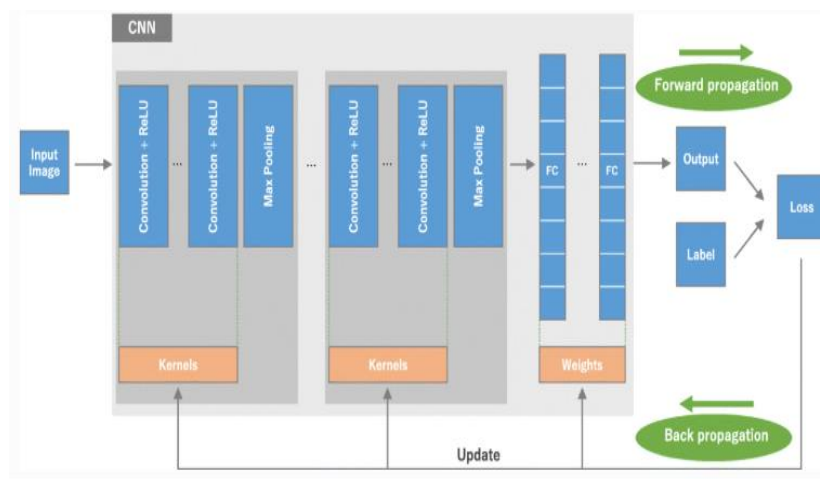 CNN
Forward propagation
Input
Image
Convolution + ReLU
...
Convolution + ReLU
Max Pooling
...
Convolution + ReLU
...
Convolution + ReLU
Max Pooling
FC
...
FC
Output
Label
Loss
Kernels
Kernels
Weights
Back propagation
Update